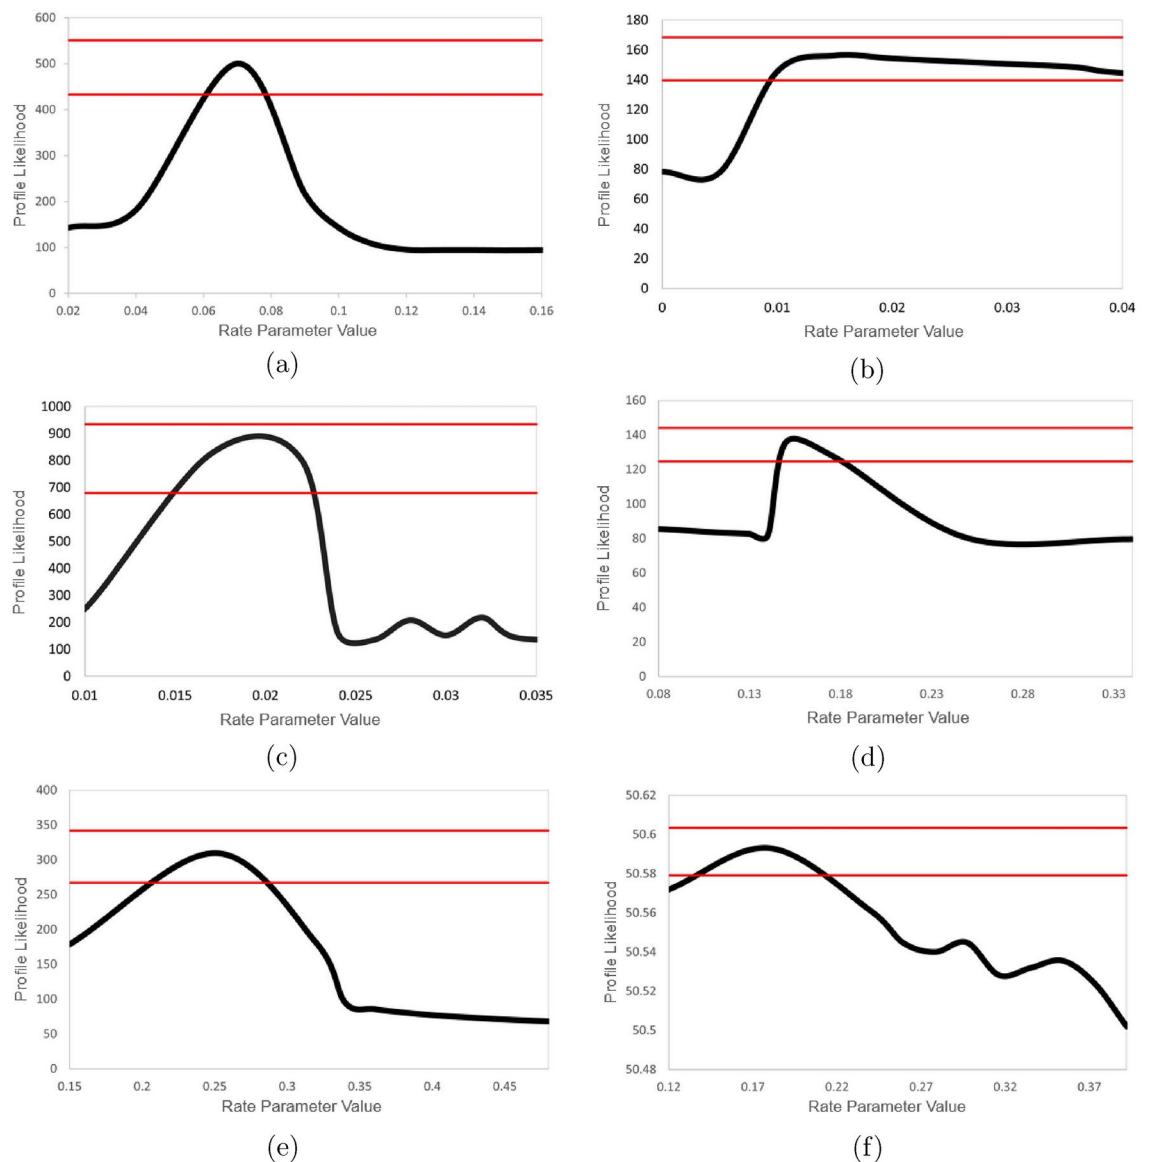 600
500
400
300
200
100
0
Profile Likelihood
0.02 0.04 0.06 0.08 0.1 0.12 0.14 0.16
Rate Parameter Value
(a)
180
160
140
120
100
80
60
40
20
0
Profile Likelihood
0 0.01 0.02 0.03 0.04
Rate Parameter Value
(b)
1000
900
800
700
600
500
400
300
200
100
0
Profile Likelihood
0.01 0.015 0.02 0.025 0.03 0.035
Rate Parameter Value
(c)
160
140
120
100
80
60
40
20
0
Profile Likelihood
0.08 0.13 0.18 0.23 0.28 0.33
Rate Parameter Value
(d)
400
350
300
250
200
150
100
50
0
Profile Likelihood
0.15 0.2 0.25 0.3 0.35 0.4 0.45
Rate Parameter Value
(e)
50.62
50.6
50.58
50.56
50.54
50.52
50.5
50.48
Profile Likelihood
0.12 0.17 0.22 0.27 0.32 0.37
Rate Parameter Value
(f)